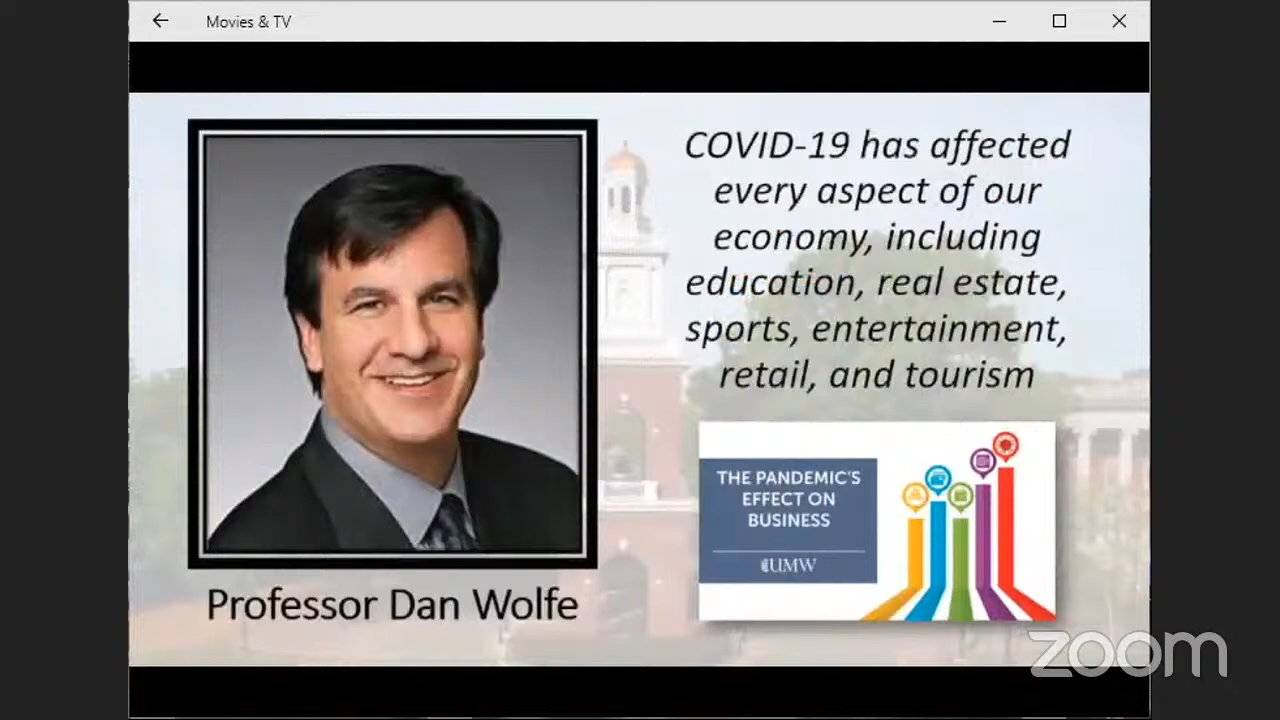 Movies & TV
COVID-19 has affected
every aspect of our
economy, including
education, real estate,
sports, entertainment,
retail, and tourism
THE PANDEMIC'S
EFFECT ON
BUSINESS
UMW
Professor Dan Wolfe
zoom